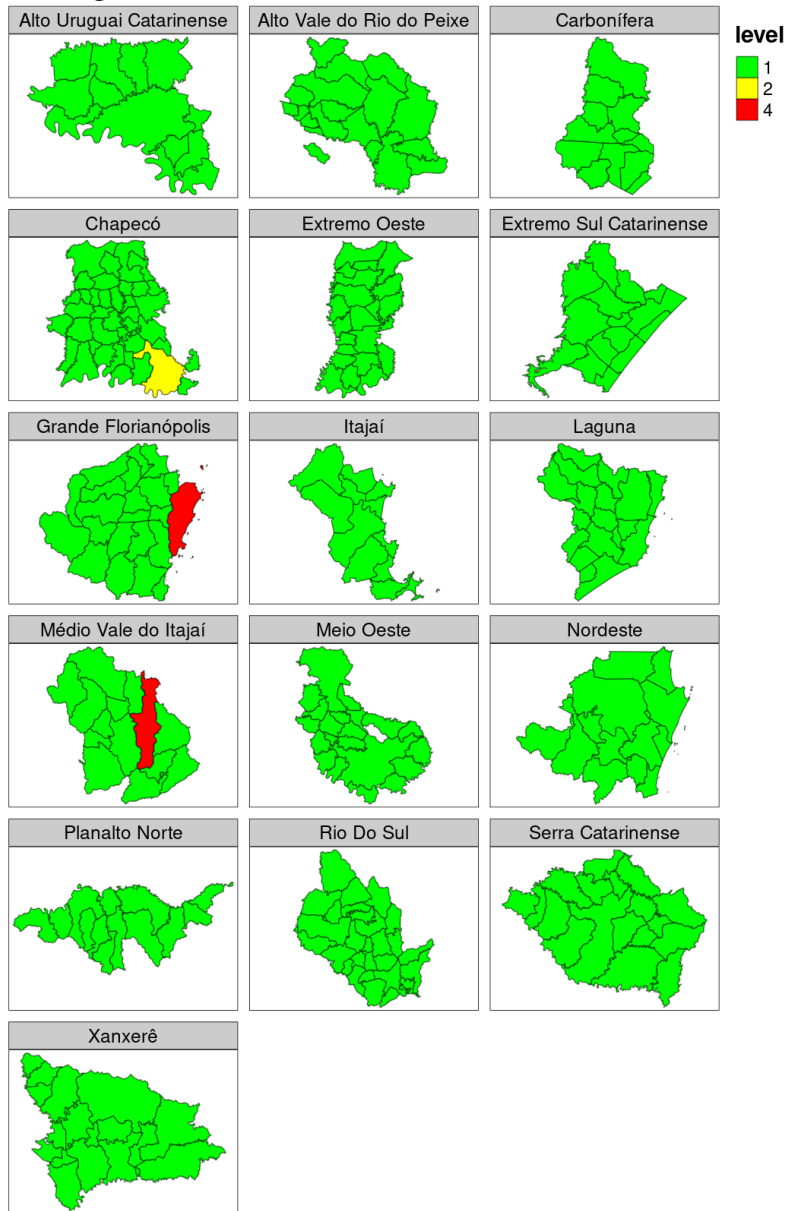 Alto Uruguai Catarinense
Alto Vale do Rio do Peixe
Carbonífera
level
1
2
4
Chapecó
Extremo Oeste
Extremo Sul Catarinense
Grande Florianópolis
Itajaí
Laguna
Médio Vale do Itajaí
Meio Oeste
Nordeste
Planalto Norte
Rio Do Sul
Serra Catarinense
Xanxerê